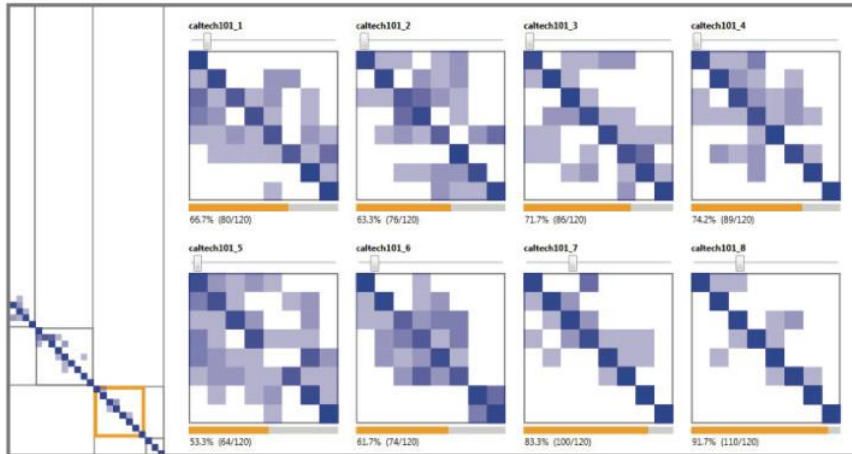 caltech101_1
caltech101_2
caltech101_3
caltech101_4
66.7% (80/120)
63.3% (76/120)
71.7% (86/120)
74.2% (89/120)
caltech101_5
caltech101_6
caltech101_7
caltech101_8
53.3% (64/120)
61.7% (74/120)
83.3% (100/120)
91.7% (110/120)